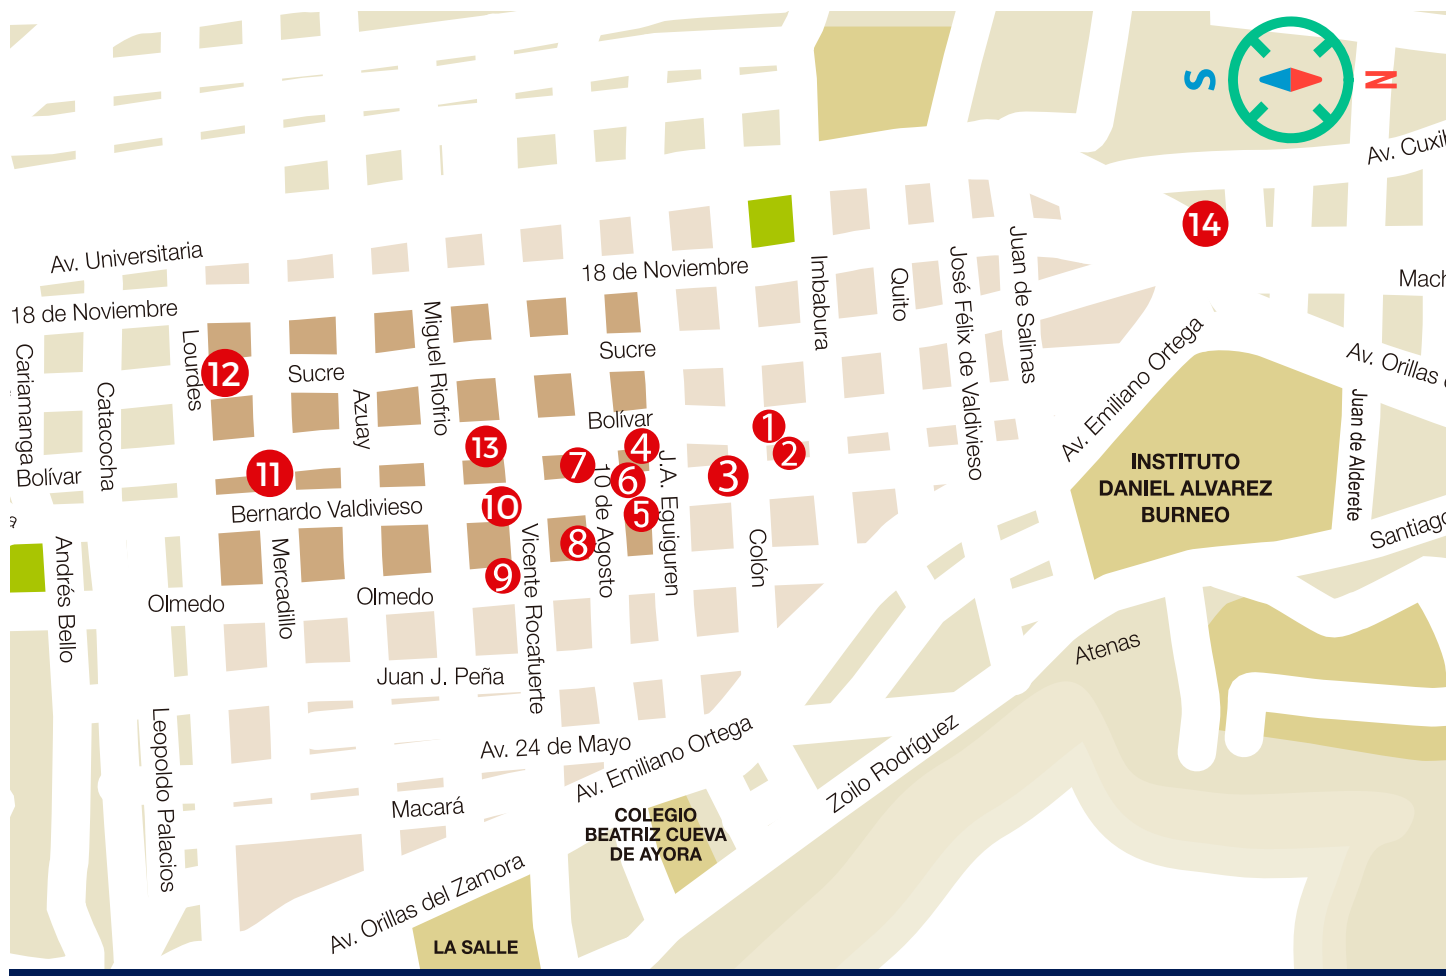 S
N
Av. Cuxib
14
Av. Universitaria
18 de Noviembre
18 de Noviembre
Mach
Imbabura
Quito
José Félix de Valdivieso
Juan de Salinas
Miguel Riofrio
Lourdes
Cariamanga
Catacocha
Azuay
12
Sucre
Sucre
Av. Emiliano Ortega
Av. Orillas
Juan de Alderete
Bolívar
Bolívar
1
2
3
4
5
6
7
8
9
10
11
13
10 de Agosto
J.A. Eguiguren
INSTITUTO
DANIEL ALVAREZ
BURNEO
Bernardo Valdivieso
Santiago
Andrés Bello
Mercadillo
Vicente Rocafuerte
Colón
Olmedo
Olmedo
Atenas
Juan J. Peña
Leopoldo Palacios
Av. 24 de Mayo
Av. Emiliano Ortega
Zoilo Rodríguez
Macará
COLEGIO
BEATRIZ CUEVA
DE AYORA
Av. Orillas del Zamora
LA SALLE